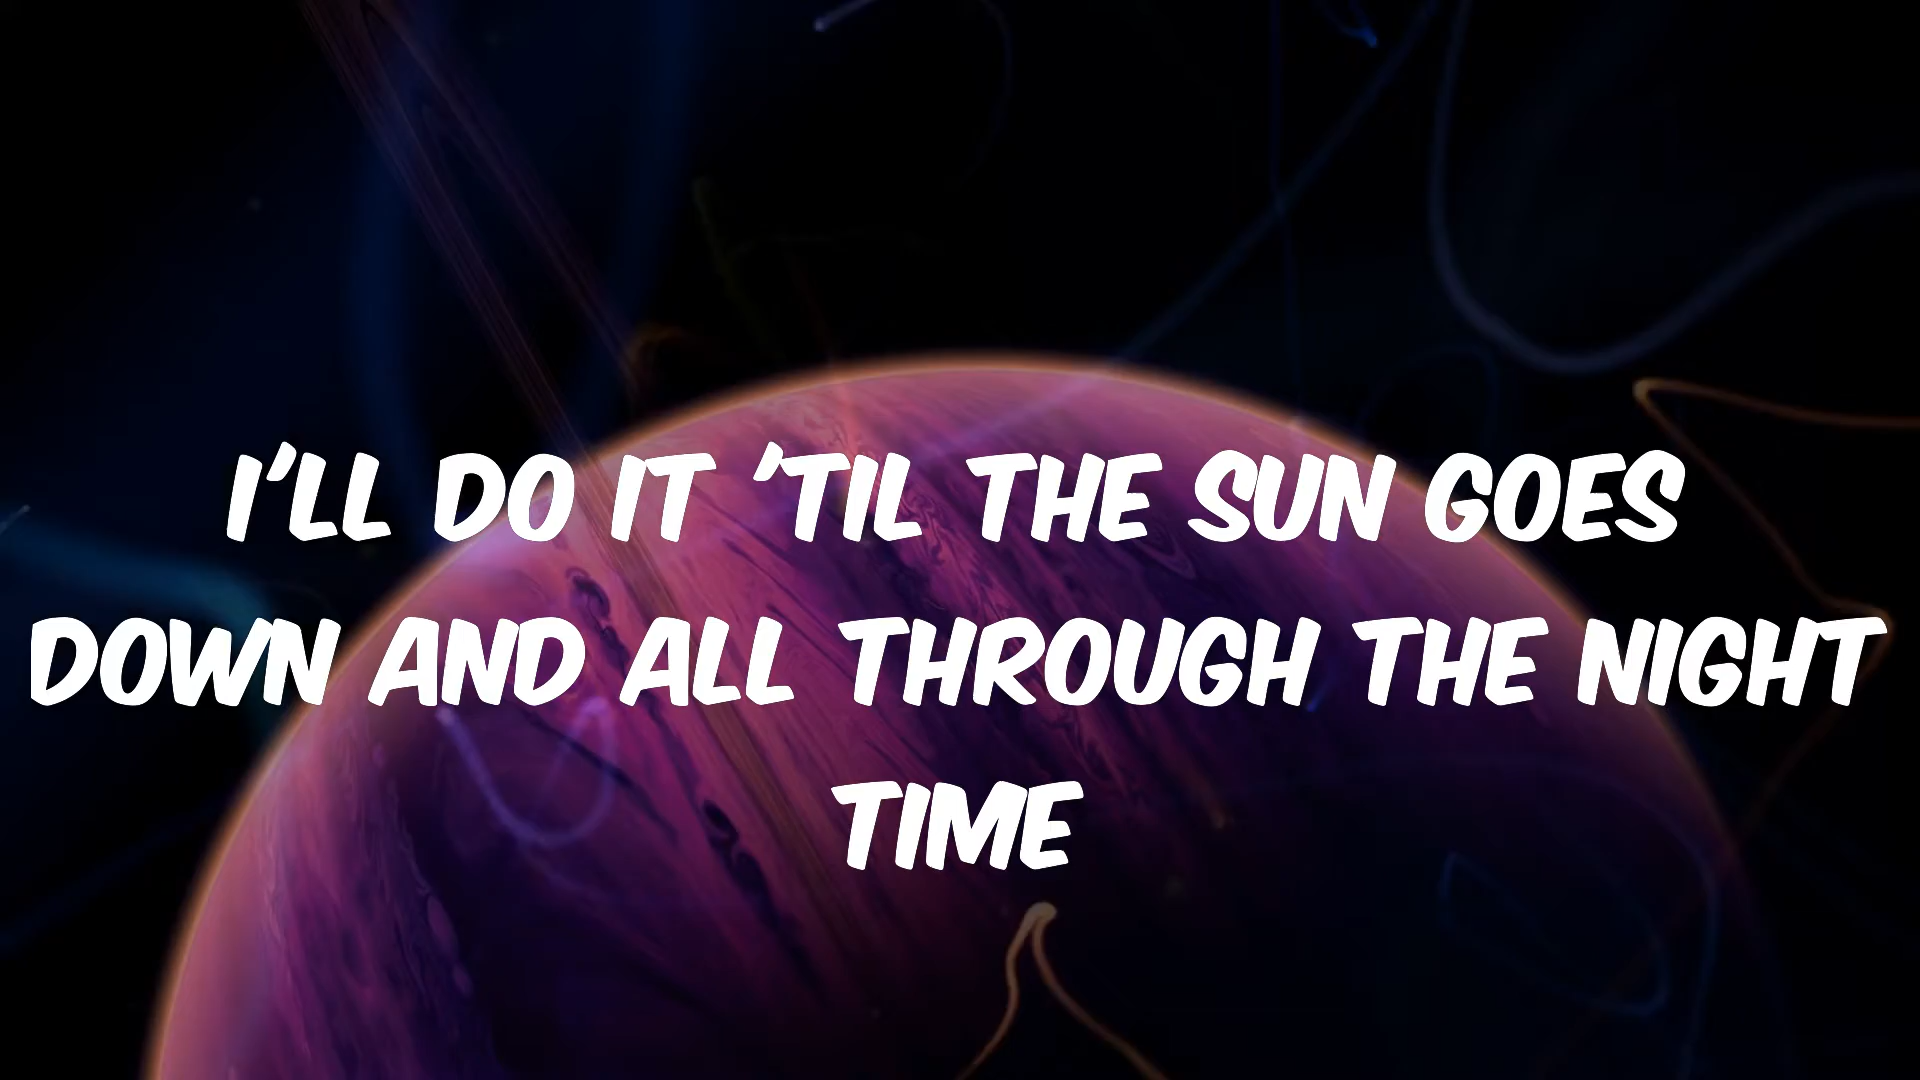 I'LL DO IT 'TIL THE SUN GOES
DOWN AND ALL THROUGH THE NIGHT
TIME